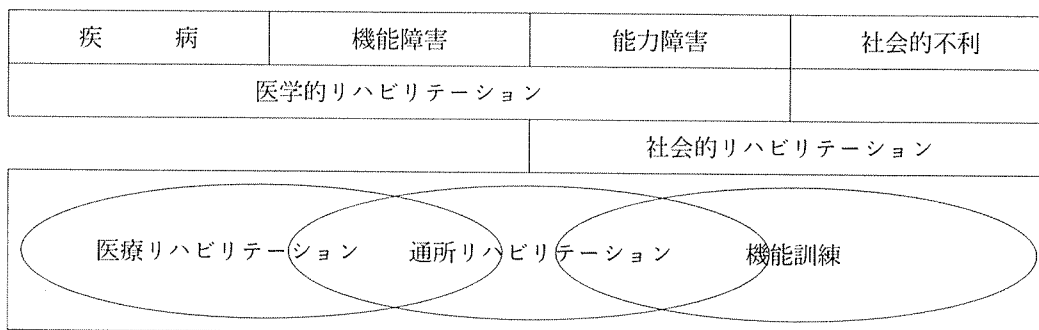 疾 病 機能障害 能力障害 社会的不利
医学的リハビリテーション
社会的リハビリテーション
医療リハビリテーション 通所リハビリテーション 機能訓練